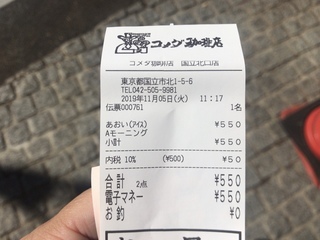 コメダ珈琲店
コメダ珈琲店 国立北口店
東京都国立市北1-5-6
TEL042-505-9981
2019年11月05日(火) 11:17
伝票000761 1名
あおい(アイス) ¥550
Aモーニング ¥0
小計 ¥550
内税 10% (¥500) ¥50
合計 2点 ¥550
電子マネー ¥550
お釣 ¥0